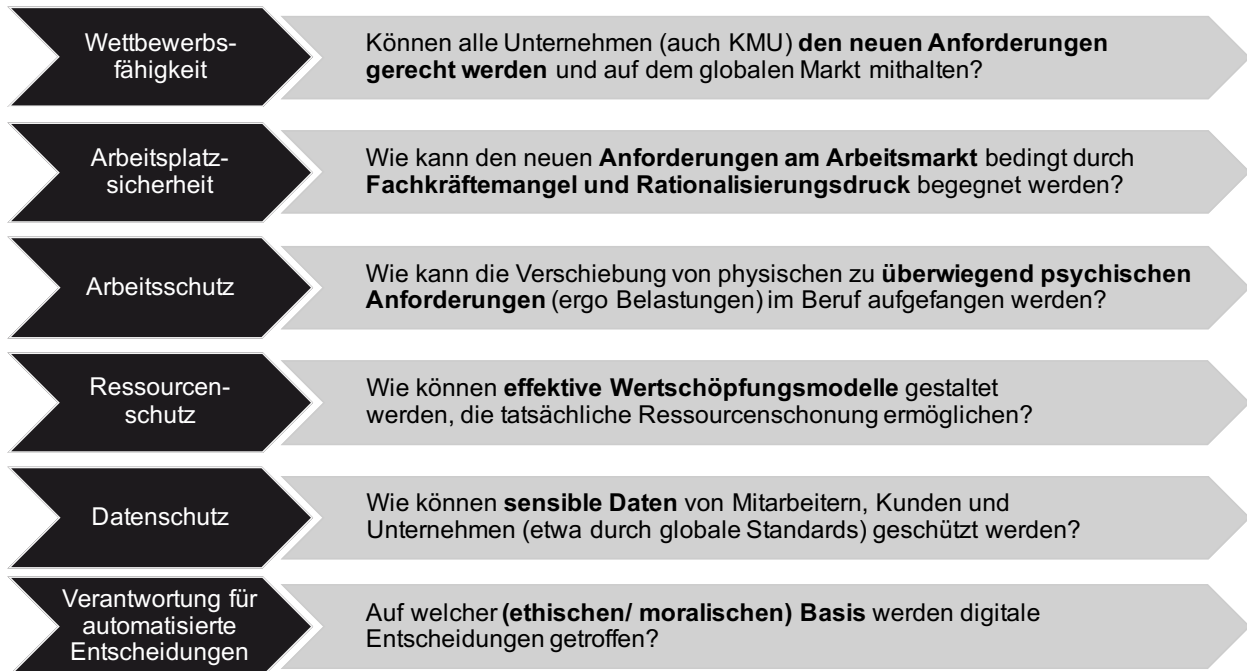 Wettbewerbs-
fähigkeit
Können alle Unternehmen (auch KMU) den neuen Anforderungen
gerecht werden und auf dem globalen Markt mithalten?
Arbeitsplatz-
sicherheit
Wie kann den neuen Anforderungen am Arbeitsmarkt bedingt durch
Fachkräftemangel und Rationalisierungsdruck begegnet werden?
Arbeitsschutz
Wie kann die Verschiebung von physischen zu überwiegend psychischen
Anforderungen (ergo Belastungen) im Beruf aufgefangen werden?
Ressourcen-
schutz
Wie können effektive Wertschöpfungsmodelle gestaltet
werden, die tatsächliche Ressourcenschonung ermöglichen?
Datenschutz
Wie können sensible Daten von Mitarbeitern, Kunden und
Unternehmen (etwa durch globale Standards) geschützt werden?
Verantwortung für
automatisierte
Entscheidungen
Auf welcher (ethischen/ moralischen) Basis werden digitale
Entscheidungen getroffen?